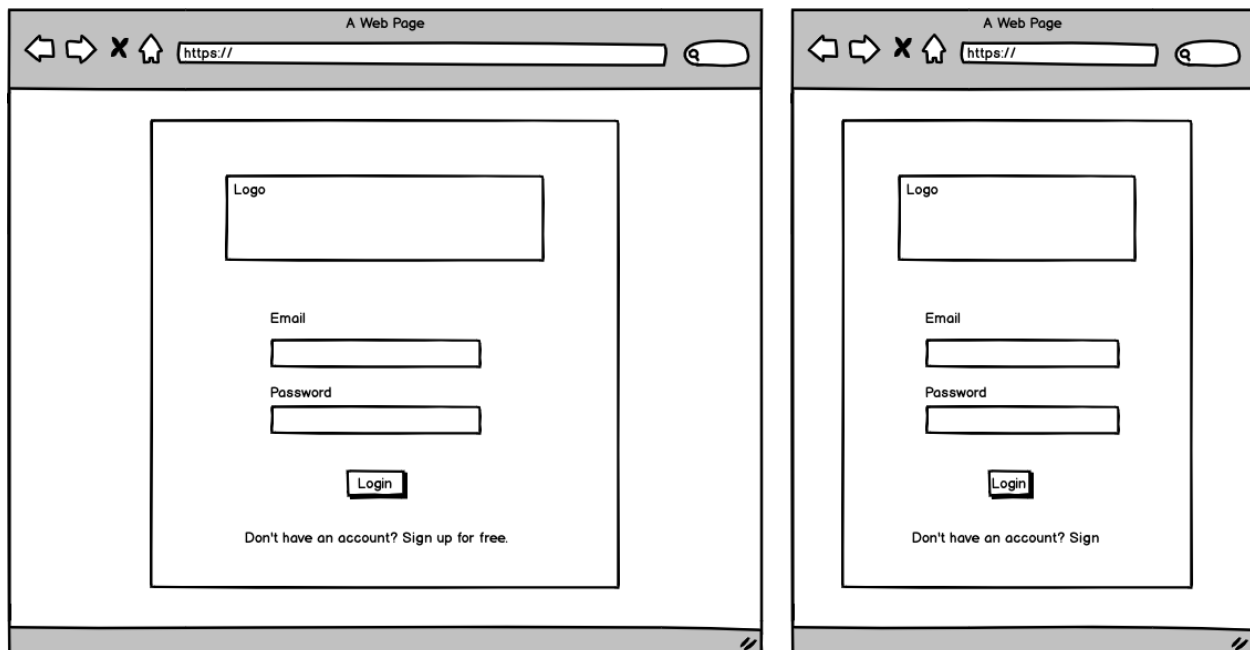 A Web Page
https://
Logo
Email
Password
Login
Don't have an account? Sign up for free.
A Web Page
https://
Logo
Email
Password
Login
Don't have an account? Sign